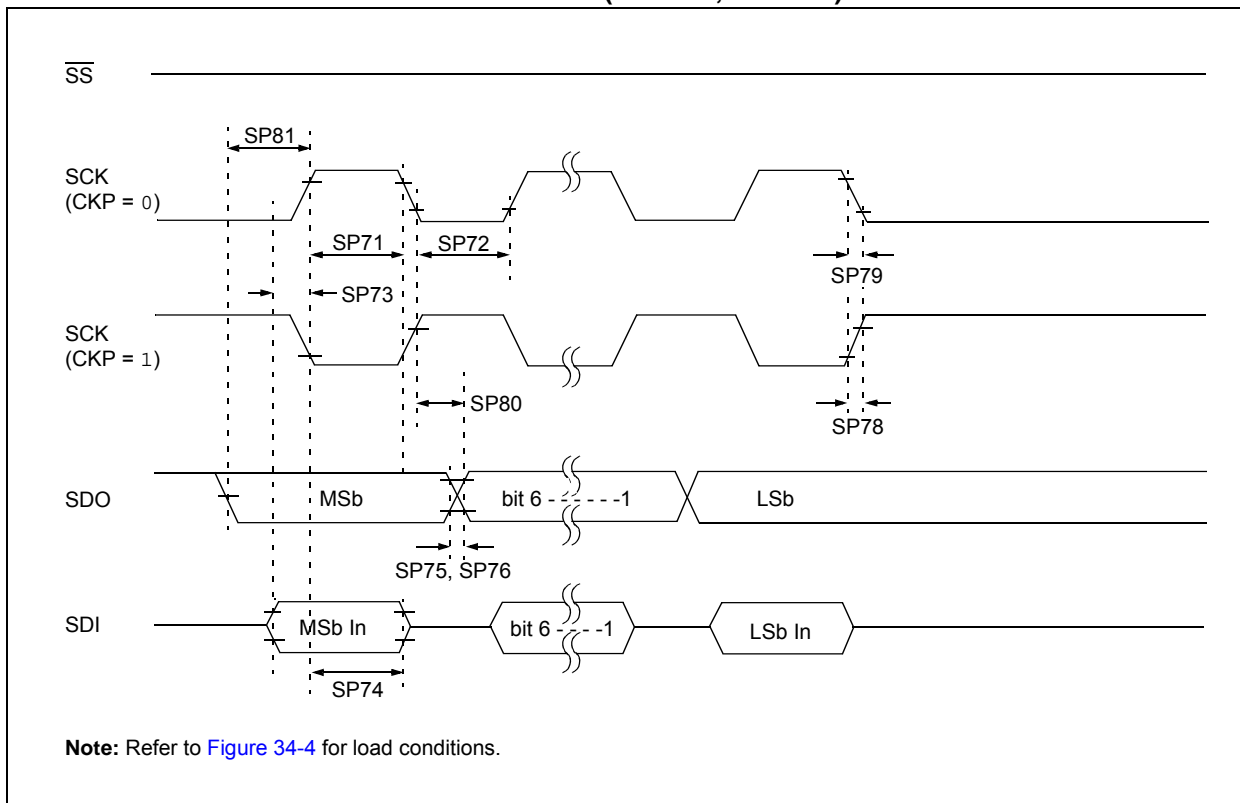 SS
SP81
SCK
(CKP = 0)
SP71
SP72
SP79
SP73
SCK
(CKP = 1)
SP80
SP78
SDO
MSb
bit 6 - - - - - -1
LSb
SP75, SP76
SDI
MSb In
bit 6 - - - -1
LSb In
SP74
Note: Refer to Figure 34-4 for load conditions.